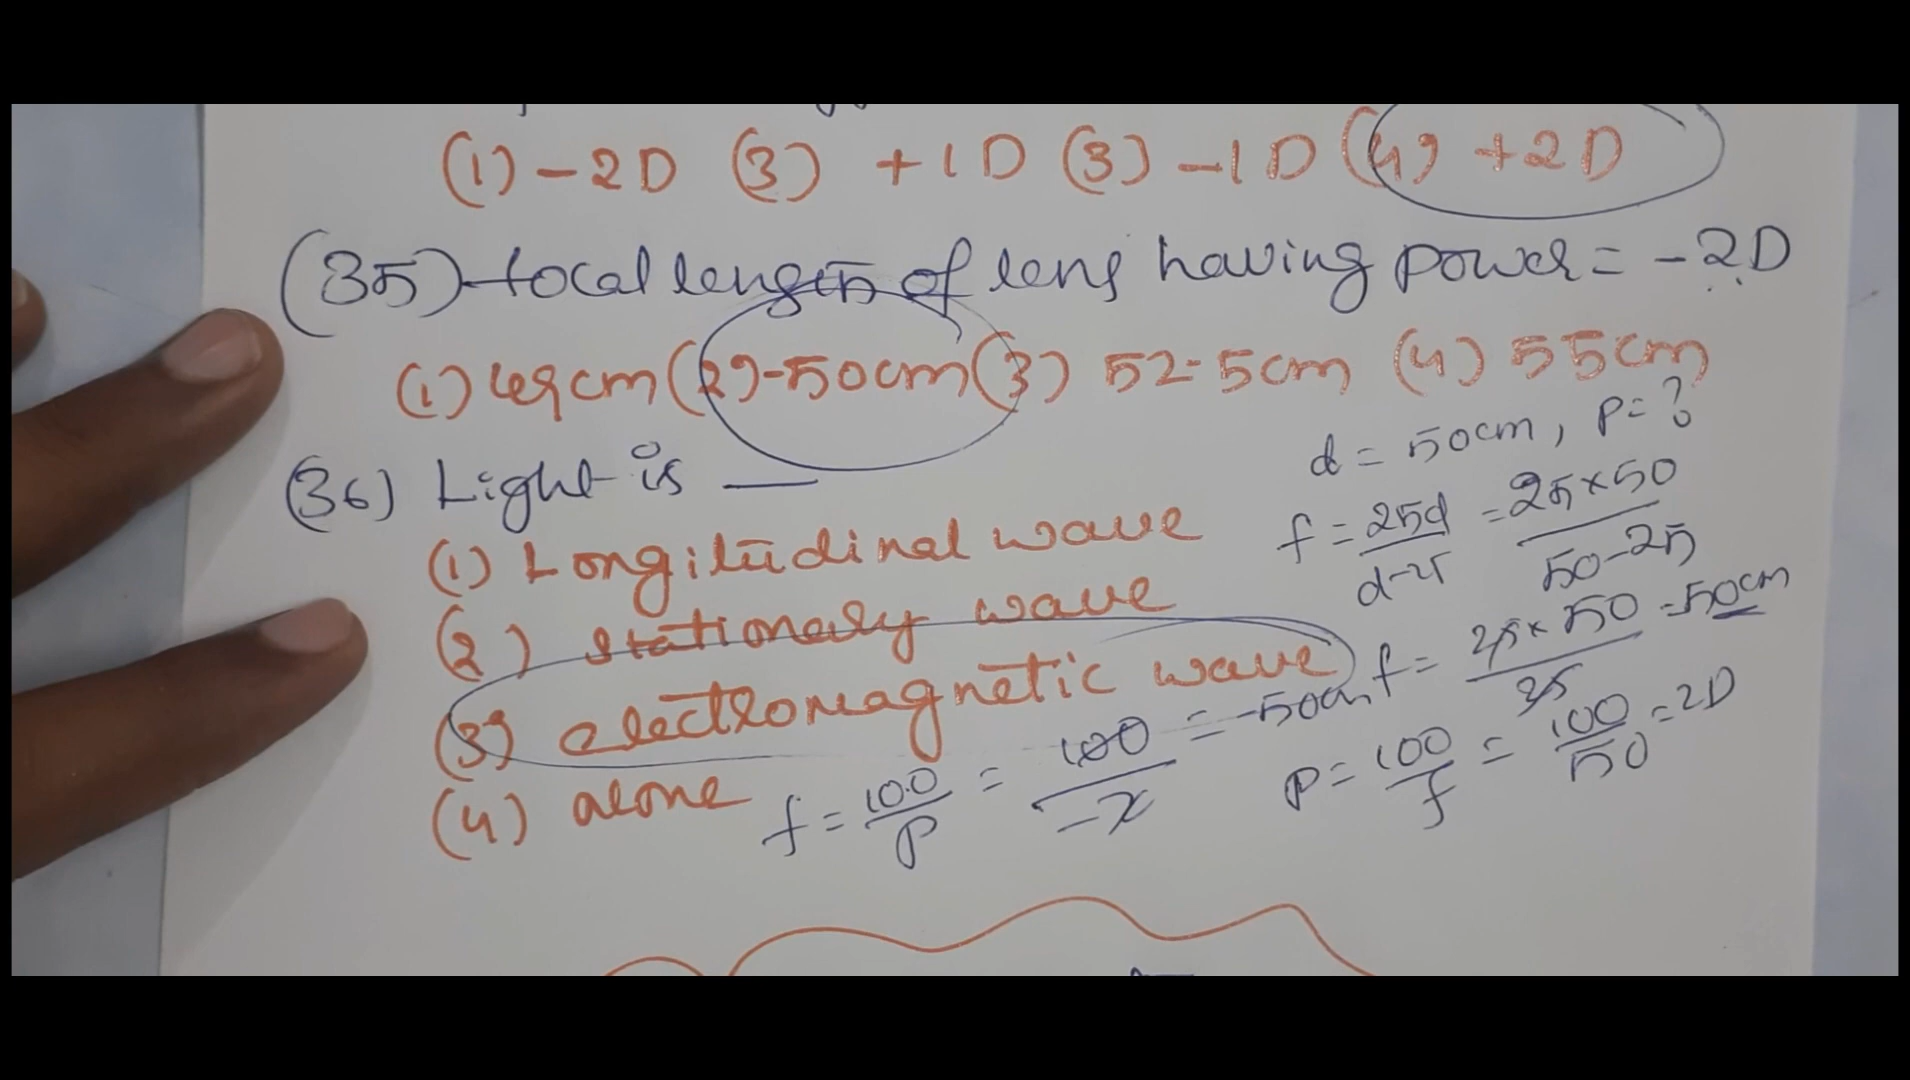 (1) - 2D (3) +1D (3) -1D (4) +2D
(35) focal length of lens having power = -2D
(1) 49cm (2) -50cm (3) 52.5cm (4) 55cm
d = 50cm, P=?
(36) Light is __
f = 25d/d-25 = 25×50/50-25
(1) Longitudinal wave
(2) stationary wave
f = 25×50/25 = 50cm
(3) electromagnetic wave
P = 100/f = 100/50 = 2D
(4) alone
f = 100/P = 100/-2 = -50cm